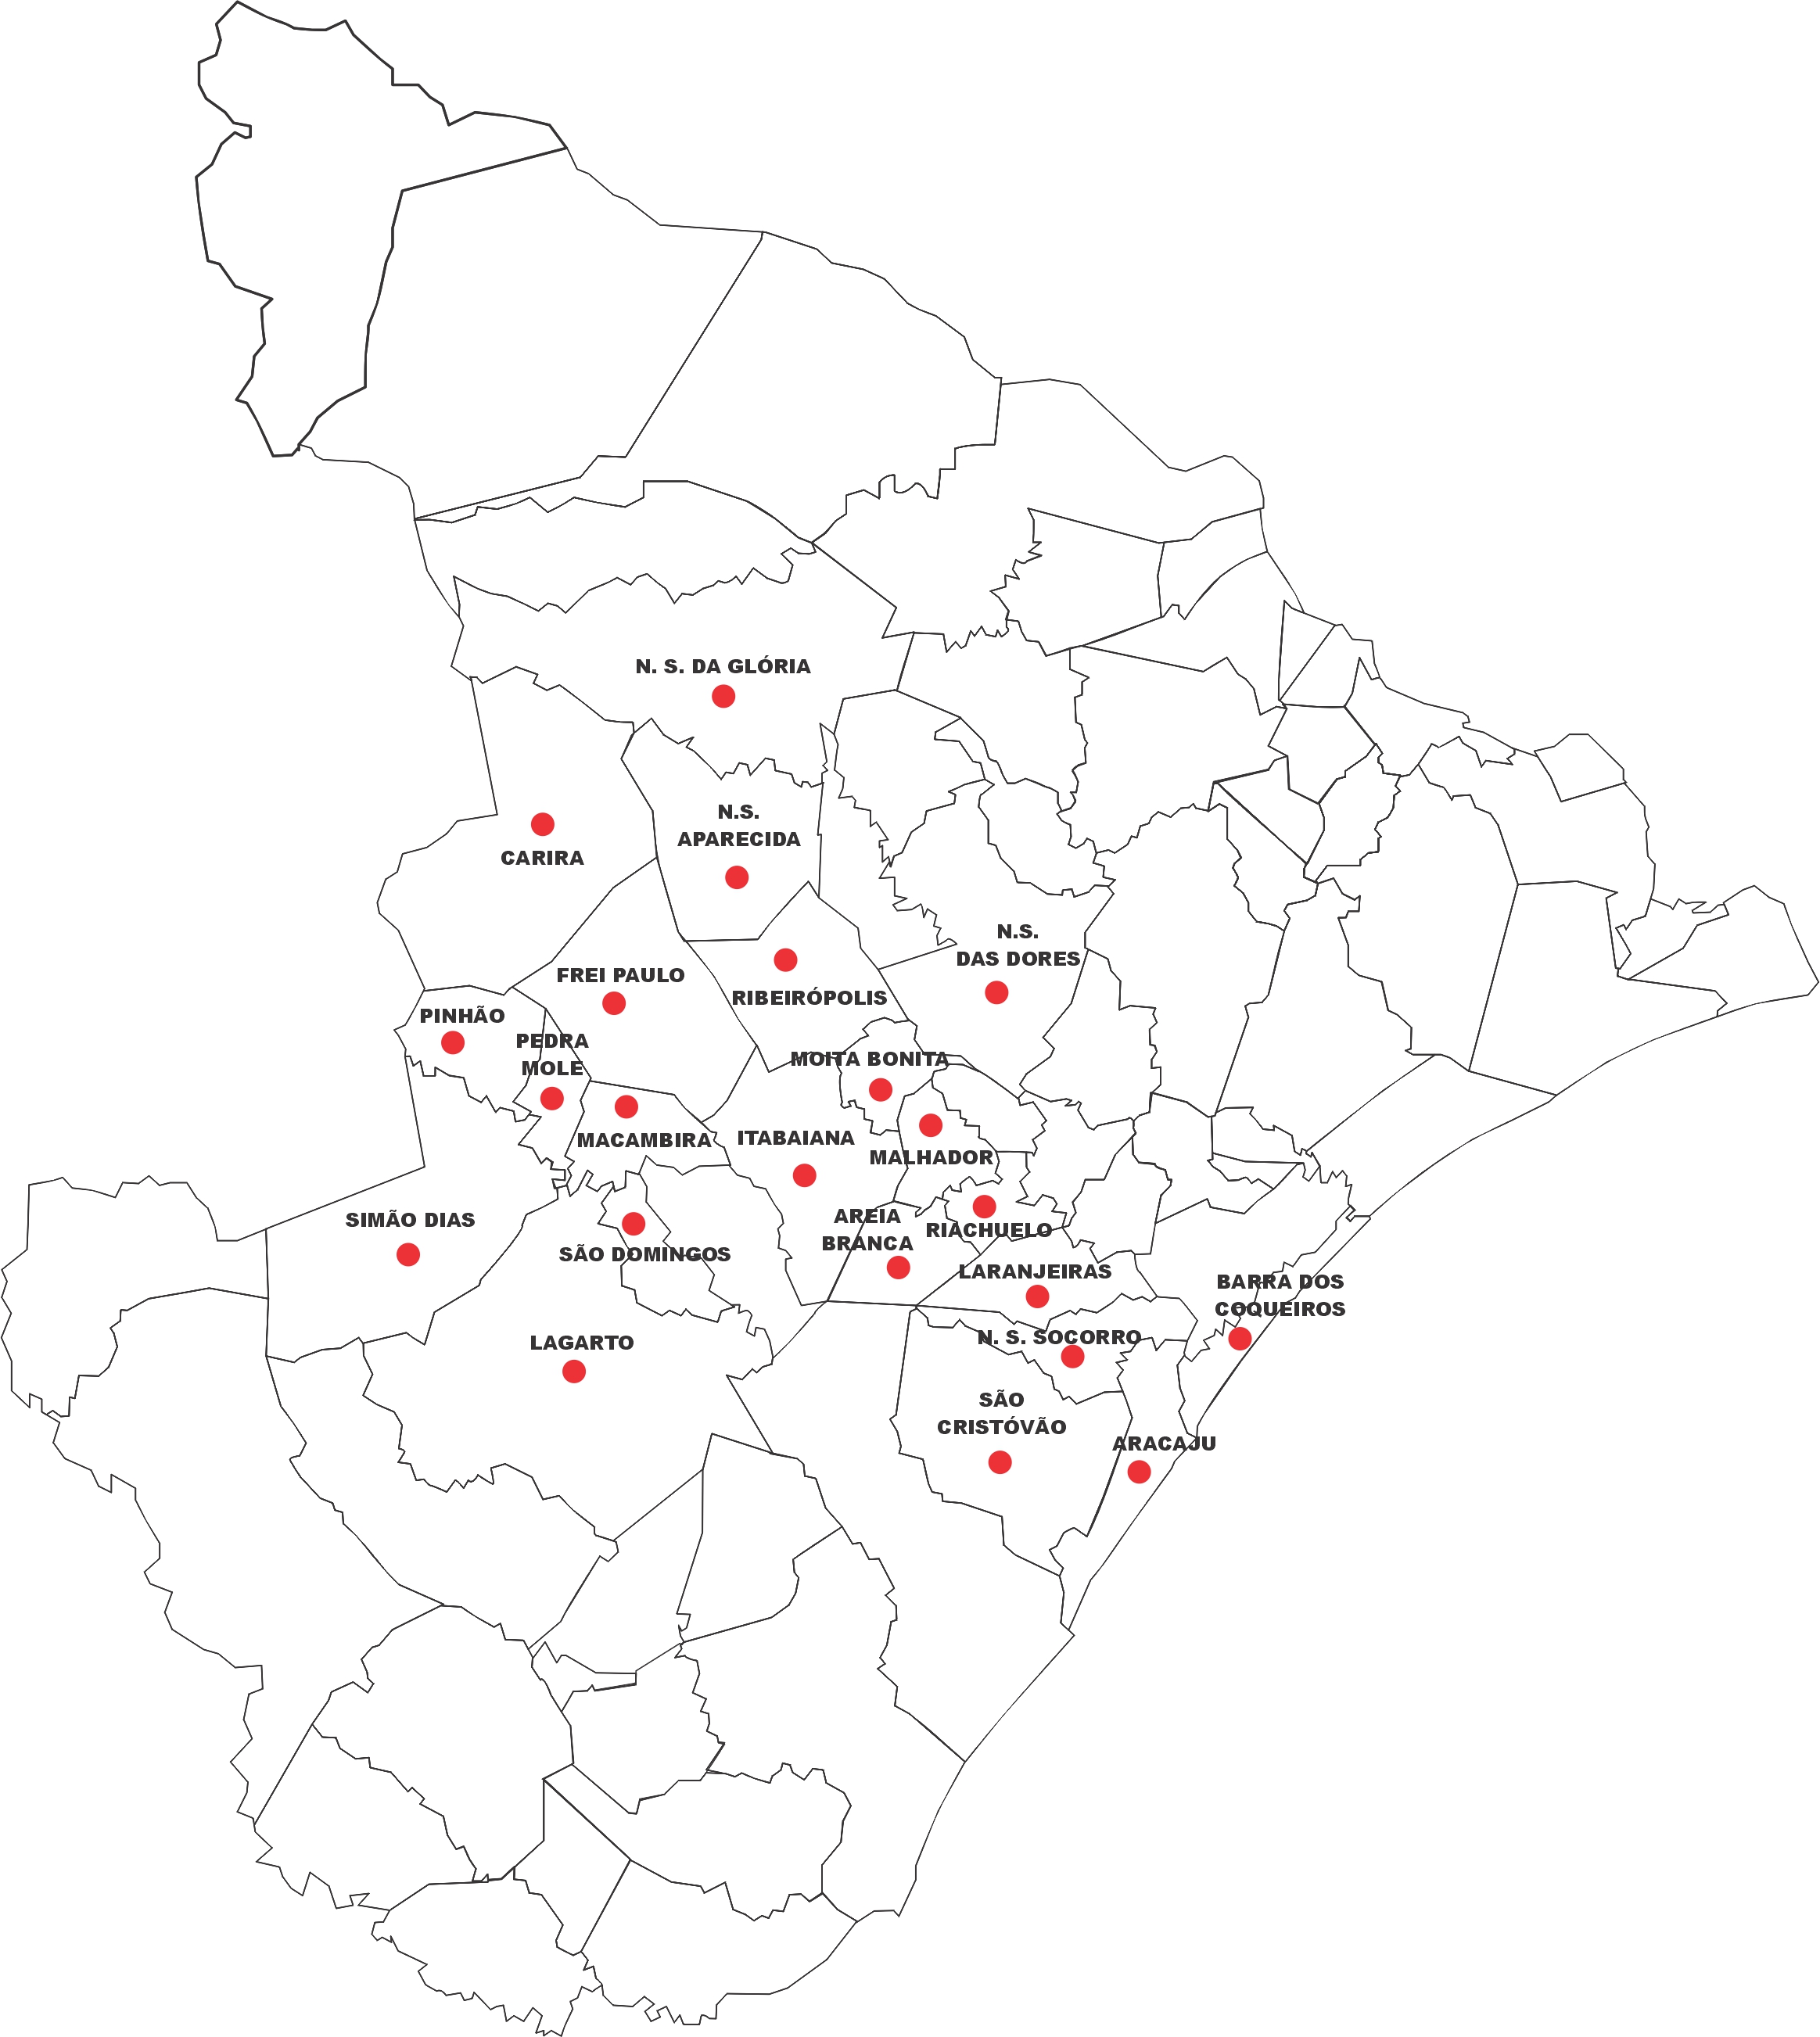 N. S. DA GLÓRIA
N.S.
APARECIDA
CARIRA
N.S.
DAS DORES
FREI PAULO
RIBEIRÓPOLIS
PINHÃO
PEDRA
MOLE
MOITA BONITA
MACAMBIRA
ITABAIANA
MALHADOR
SIMÃO DIAS
AREIA
BRANCA
RIACHUELO
SÃO DOMINGOS
LARANJEIRAS
BARRA DOS
COQUEIROS
LAGARTO
N. S. SOCORRO
SÃO
CRISTÓVÃO
ARACAJU